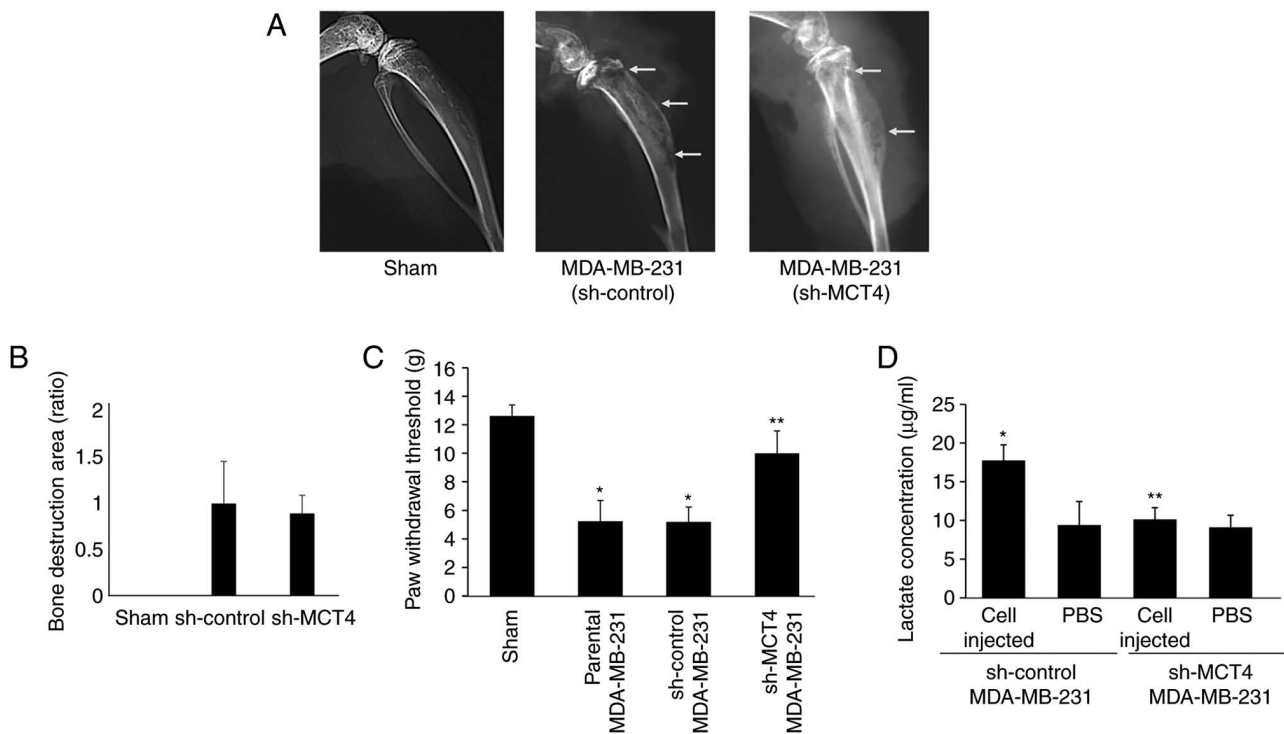 A
Sham
MDA-MB-231
(sh-control)
MDA-MB-231
(sh-MCT4)
B
Bone destruction area (ratio)
2
1.5
1
0.5
0
Sham sh-control sh-MCT4
C
Paw withdrawal threshold (g)
16
14
12
10
8
6
4
2
0
*
*
**
Sham
Parental
MDA-MB-231
sh-control
MDA-MB-231
sh-MCT4
MDA-MB-231
D
Lactate concentration (µg/ml)
25
20
15
10
5
0
*
**
Cell
injected
PBS
Cell
injected
PBS
sh-control
MDA-MB-231
sh-MCT4
MDA-MB-231